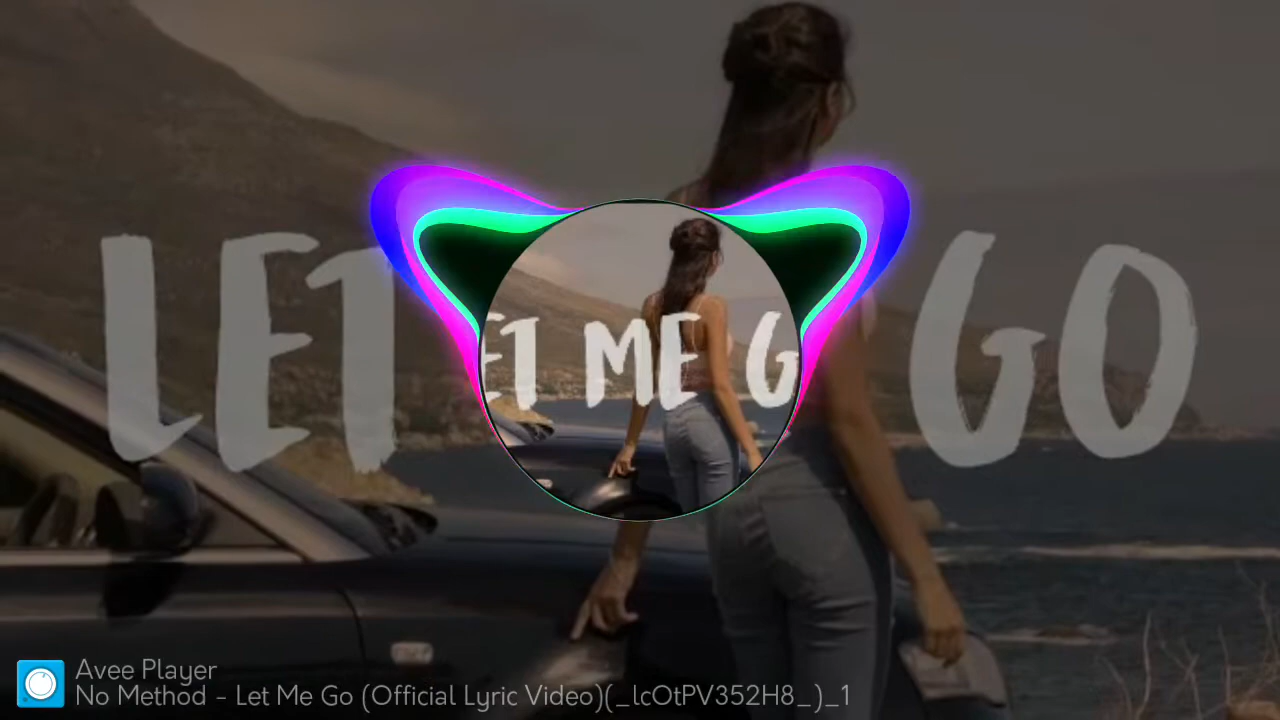 LET GO
ET ME G
Avee Player
No Method - Let Me Go (Official Lyric Video)(_lcOtPV352H8_)_1